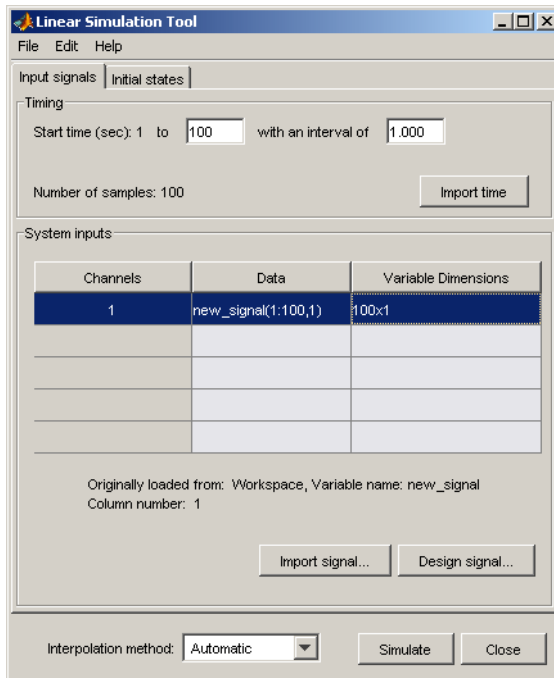 Linear Simulation Tool
File Edit Help
Input signals Initial states
Timing
Start time (sec): 1 to 100 with an interval of 1.000
Number of samples: 100 Import time
System inputs
Channels Data Variable Dimensions
1 new_signal(1:100,1) 100x1
Originally loaded from: Workspace, Variable name: new_signal
Column number: 1
Import signal... Design signal...
Interpolation method: Automatic Simulate Close